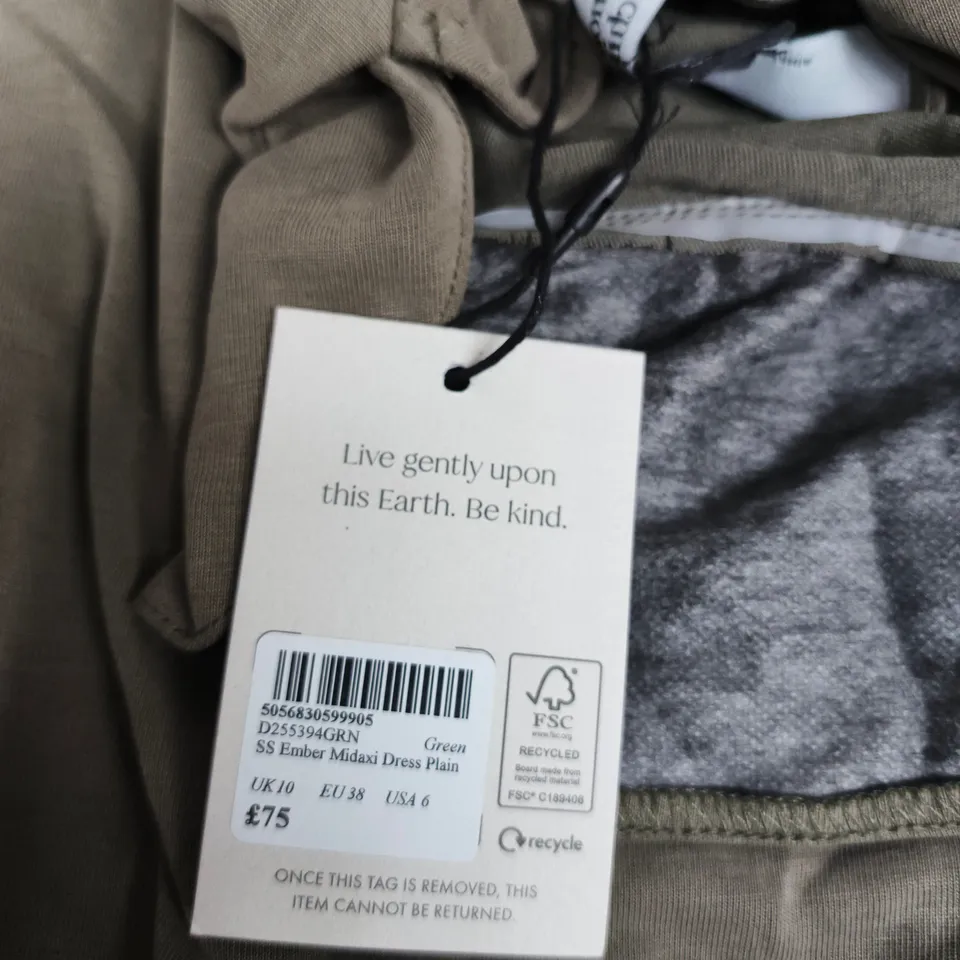 Live gently upon
this Earth. Be kind.
5056830599905
D255394GRN
Green
SS Ember Midaxi Dress Plain
UK 10 EU 38 USA 6
£75
FSC
www.fsc.org
RECYCLED
Board made from
recycled material
FSC® C189408
recycle
ONCE THIS TAG IS REMOVED, THIS
ITEM CANNOT BE RETURNED.